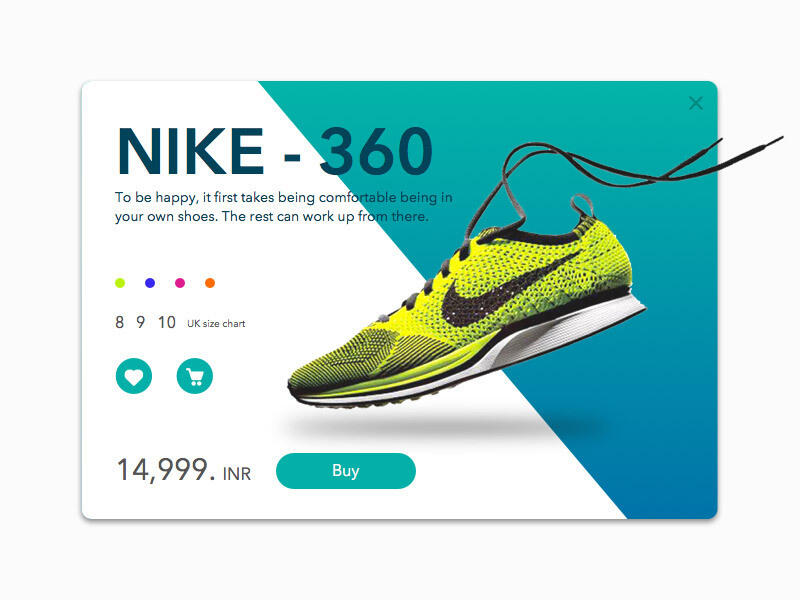 NIKE - 360
To be happy, it first takes being comfortable being in
your own shoes. The rest can work up from there.
8 9 10 UK size chart
14,999. INR
Buy